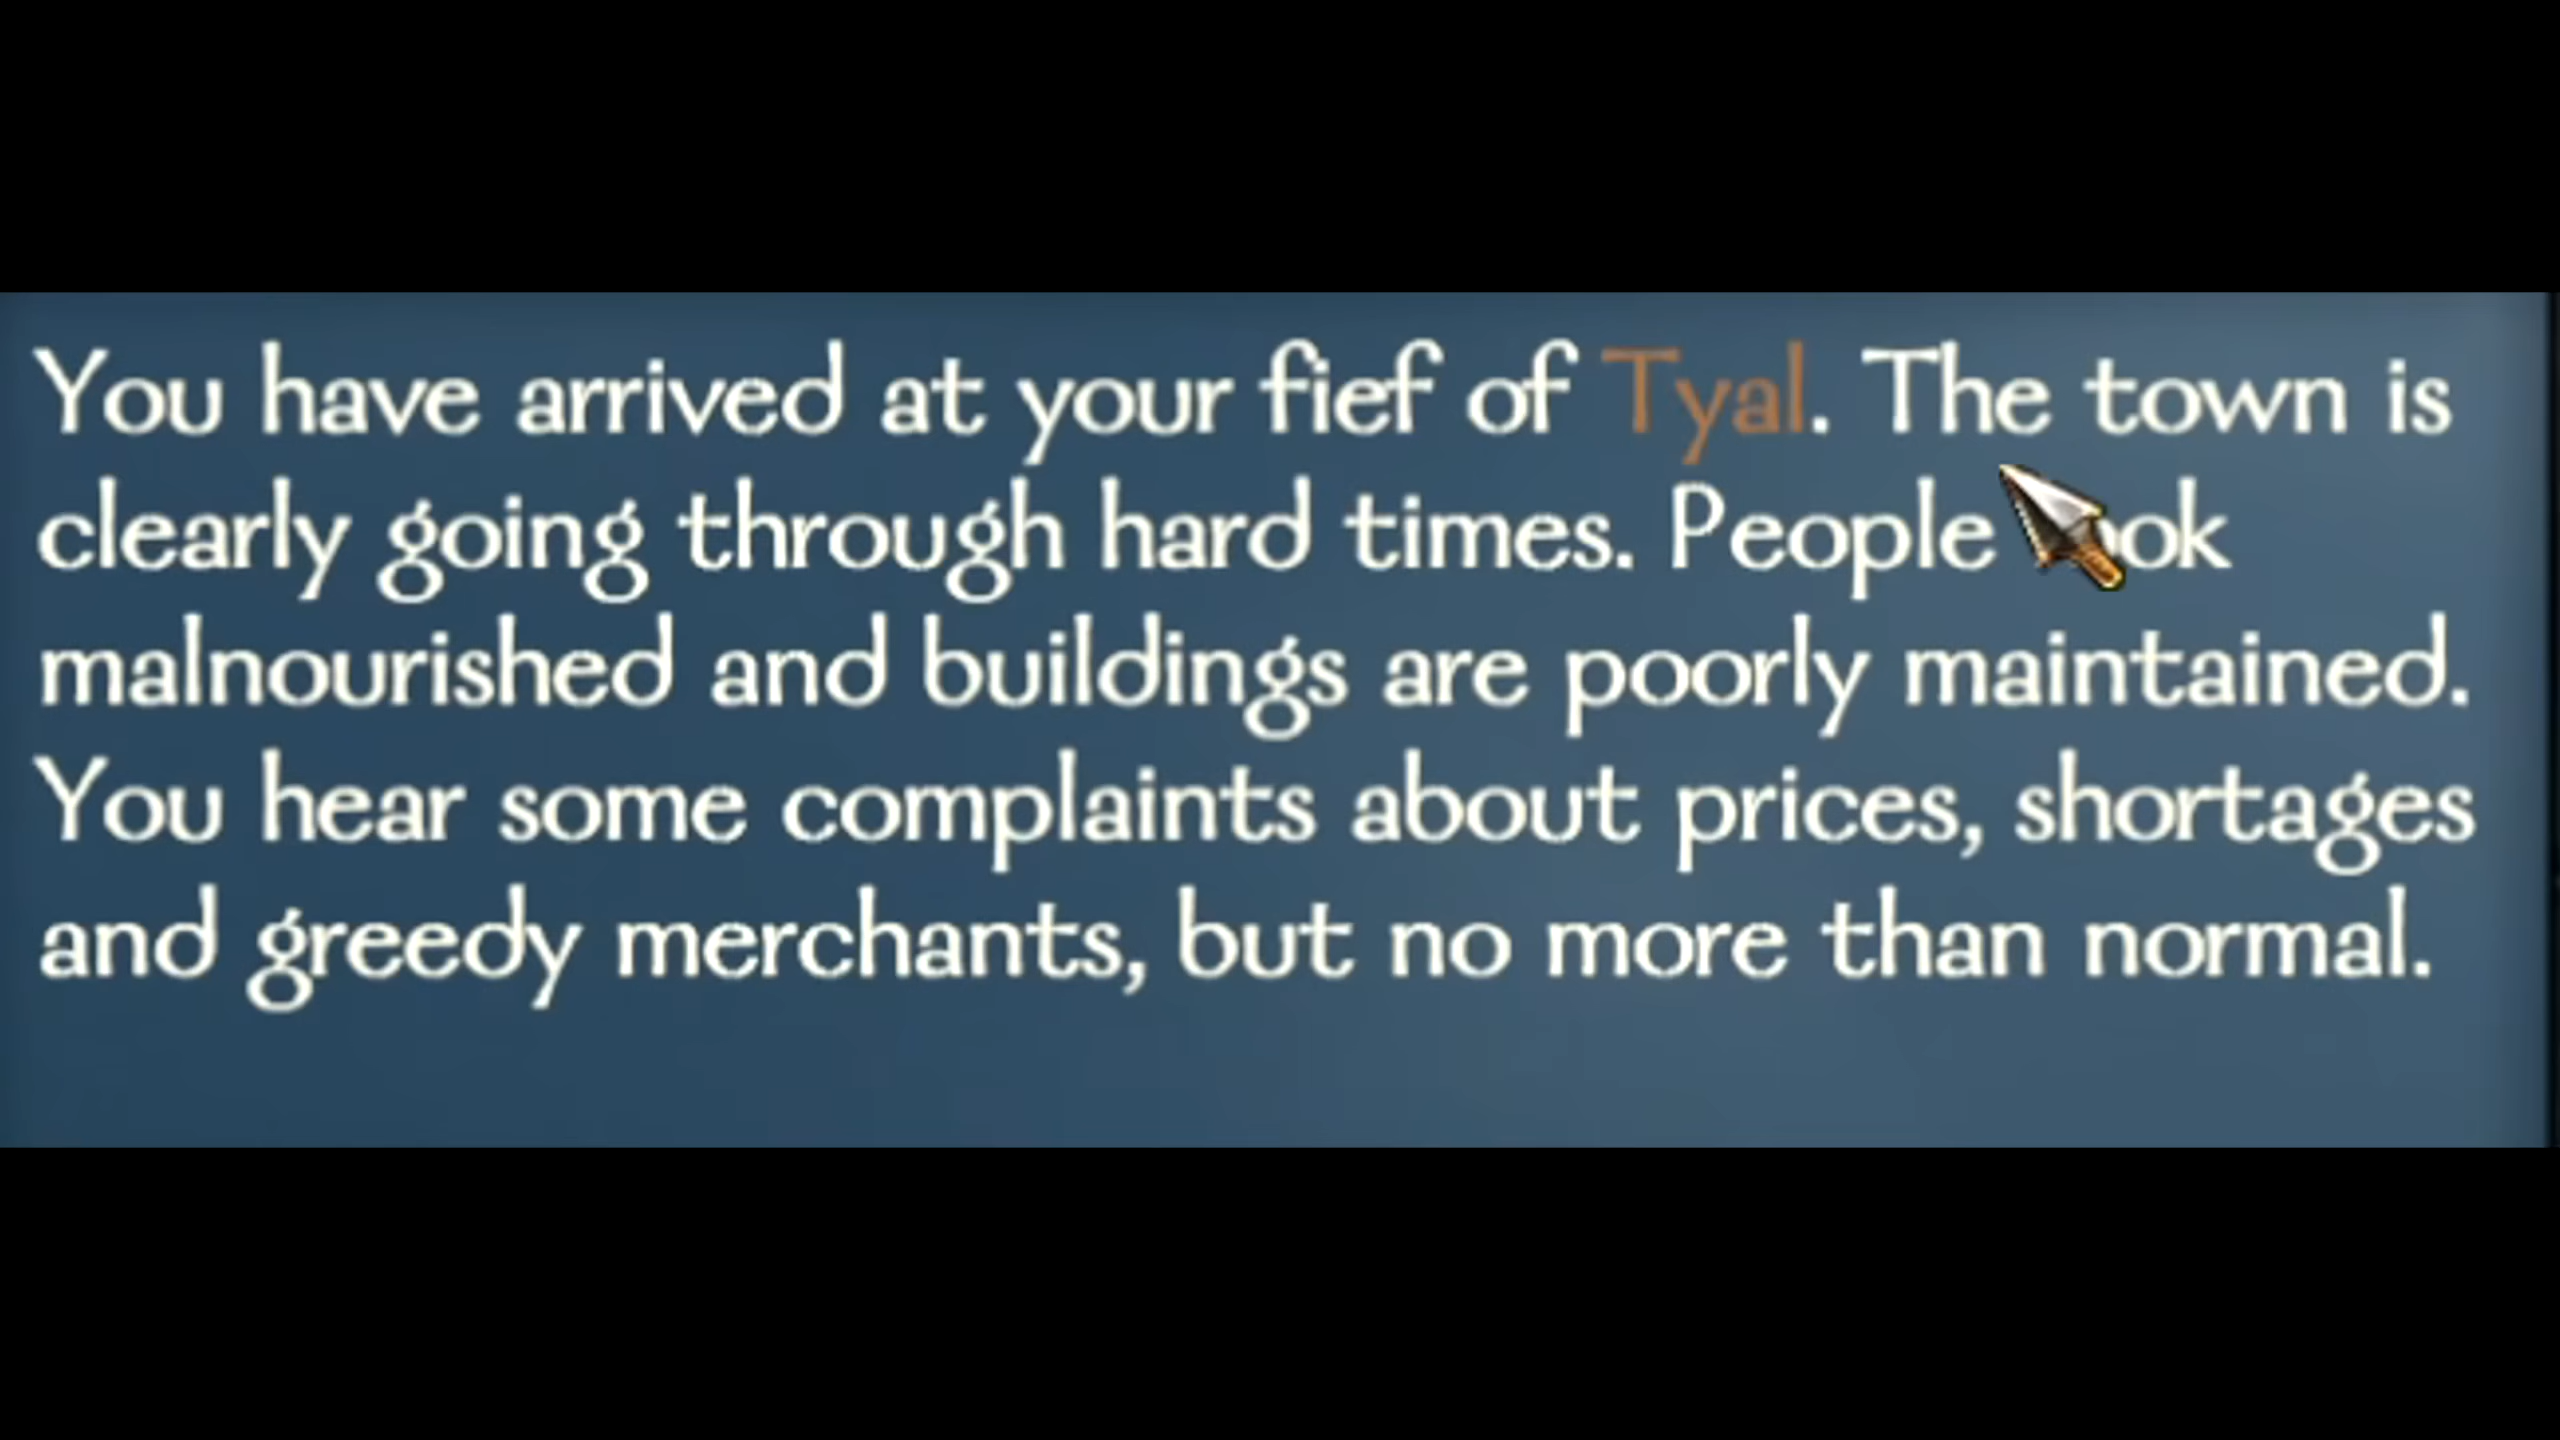 You have arrived at your fief of Tyal. The town is
clearly going through hard times. People look
malnourished and buildings are poorly maintained.
You hear some complaints about prices, shortages
and greedy merchants, but no more than normal.